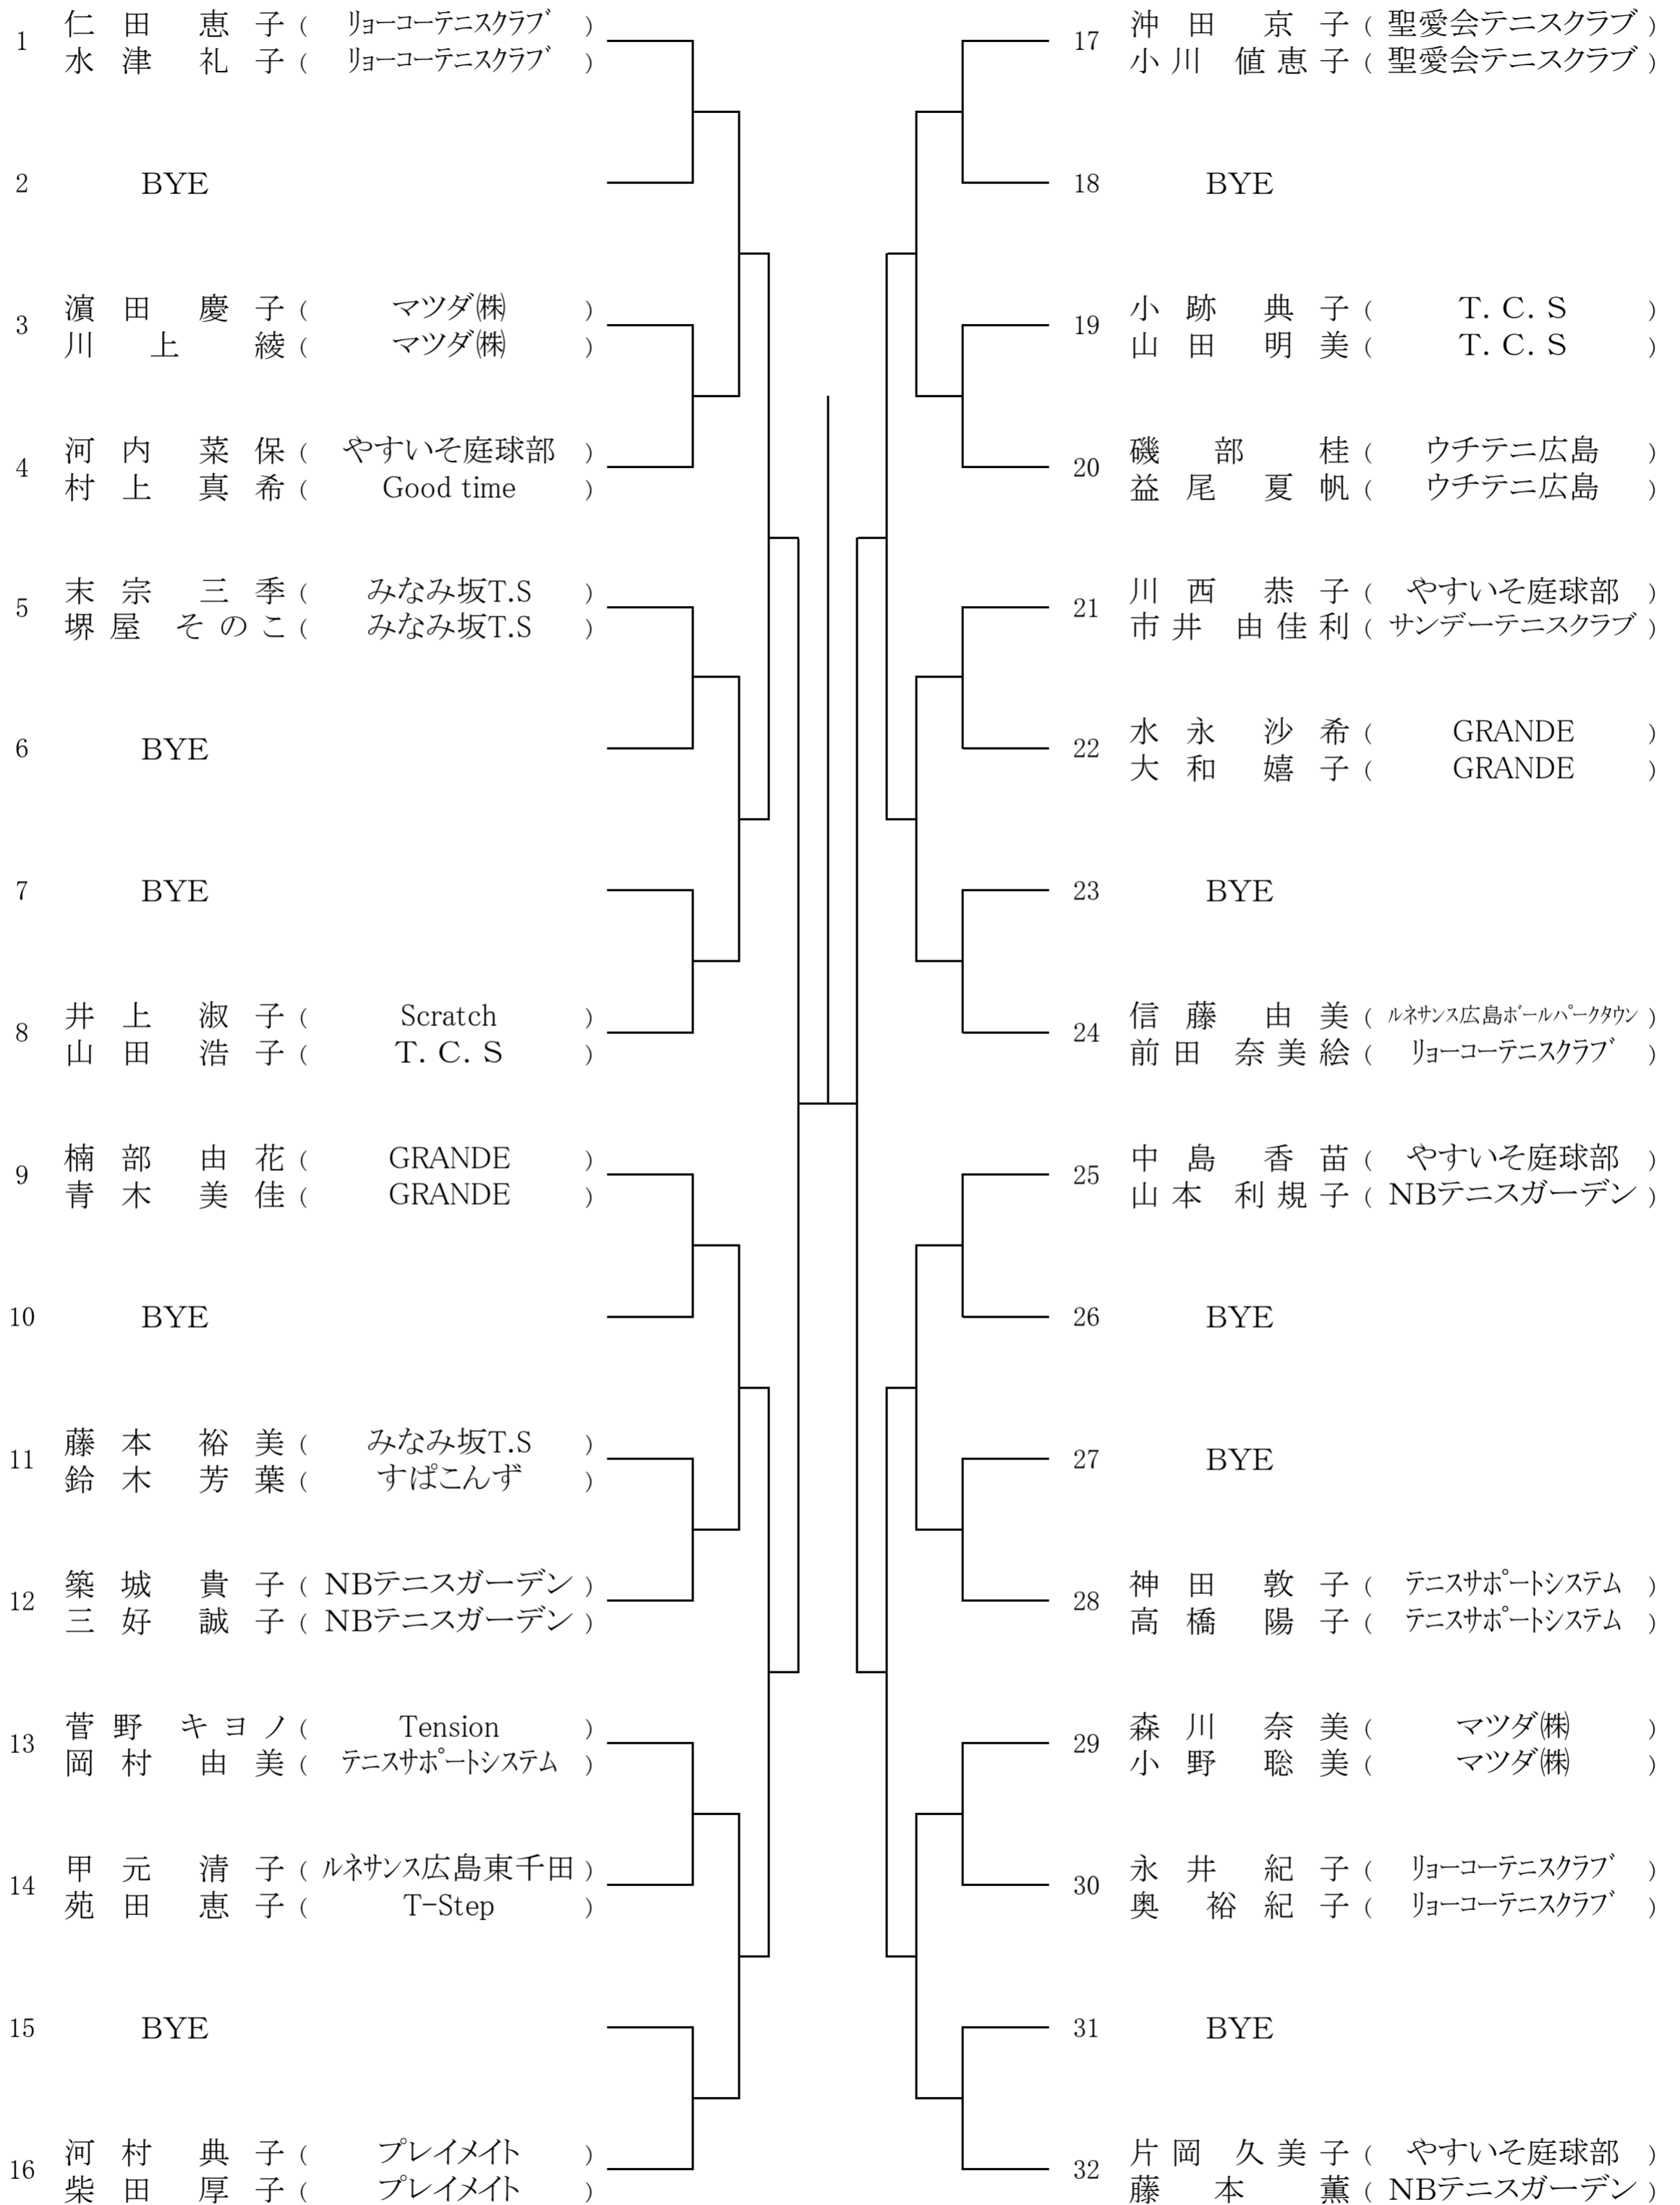 1 仁田 恵子 ( リョーコーテニスクラブ )
水津 礼子 ( リョーコーテニスクラブ )
2 BYE
3 濵田 慶子 ( マツダ㈱ )
川上 綾 ( マツダ㈱ )
4 河内 菜保 ( やすいそ庭球部 )
村上 真希 ( Good time )
5 末宗 三季 ( みなみ坂T.S )
堺屋 そのこ ( みなみ坂T.S )
6 BYE
7 BYE
8 井上 淑子 ( Scratch )
山田 浩子 ( T.C.S )
9 楠部 由花 ( GRANDE )
青木 美佳 ( GRANDE )
10 BYE
11 藤本 裕美 ( みなみ坂T.S )
鈴木 芳葉 ( すぱこんず )
12 築城 貴子 ( NBテニスガーデン )
三好 誠子 ( NBテニスガーデン )
13 菅野 キヨノ ( Tension )
岡村 由美 ( テニスサポートシステム )
14 甲元 清子 ( ルネサンス広島東千田 )
苑田 恵子 ( T-Step )
15 BYE
16 河村 典子 ( プレイメイト )
柴田 厚子 ( プレイメイト )
17 沖田 京子 ( 聖愛会テニスクラブ )
小川 値恵子 ( 聖愛会テニスクラブ )
18 BYE
19 小跡 典子 ( T.C.S )
山田 明美 ( T.C.S )
20 磯部 桂 ( ウチテニ広島 )
益尾 夏帆 ( ウチテニ広島 )
21 川西 恭子 ( やすいそ庭球部 )
市井 由佳利 ( サンデーテニスクラブ )
22 水永 沙希 ( GRANDE )
大和 嬉子 ( GRANDE )
23 BYE
24 信藤 由美 ( ルネサンス広島ボールパークタウン )
前田 奈美絵 ( リョーコーテニスクラブ )
25 中島 香苗 ( やすいそ庭球部 )
山本 利規子 ( NBテニスガーデン )
26 BYE
27 BYE
28 神田 敦子 ( テニスサポートシステム )
高橋 陽子 ( テニスサポートシステム )
29 森川 奈美 ( マツダ㈱ )
小野 聡美 ( マツダ㈱ )
30 永井 紀子 ( リョーコーテニスクラブ )
奥 裕紀子 ( リョーコーテニスクラブ )
31 BYE
32 片岡 久美子 ( やすいそ庭球部 )
藤本 薫 ( NBテニスガーデン )